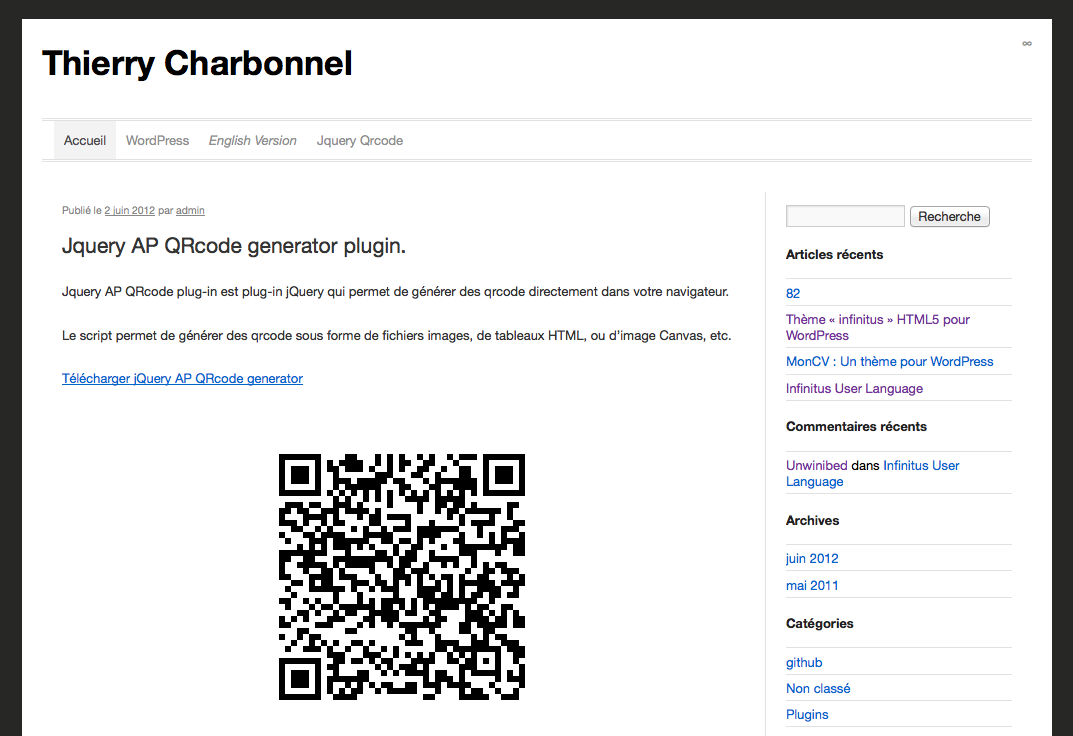 Thierry Charbonnel
∞
Accueil WordPress English Version Jquery Qrcode
Publié le 2 juin 2012 par admin
Jquery AP QRcode generator plugin.
Jquery AP QRcode plug-in est plug-in jQuery qui permet de générer des qrcode directement dans votre navigateur.
Le script permet de générer des qrcode sous forme de fichiers images, de tableaux HTML, ou d'image Canvas, etc.
Télécharger jQuery AP QRcode generator
Recherche
Articles récents
82
Thème « infinitus » HTML5 pour
WordPress
MonCV : Un thème pour WordPress
Infinitus User Language
Commentaires récents
Unwinibed dans Infinitus User
Language
Archives
juin 2012
mai 2011
Catégories
github
Non classé
Plugins